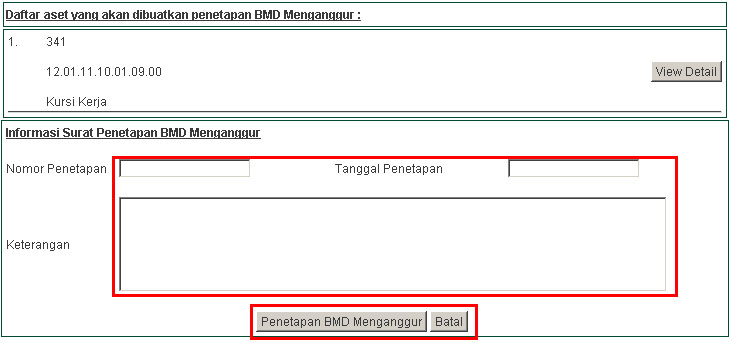 Daftar aset yang akan dibuatkan penetapan BMD Menganggur :
1. 341
12.01.11.10.01.09.00 View Detail
Kursi Kerja
Informasi Surat Penetapan BMD Menganggur
Nomor Penetapan Tanggal Penetapan
Keterangan
Penetapan BMD Menganggur Batal